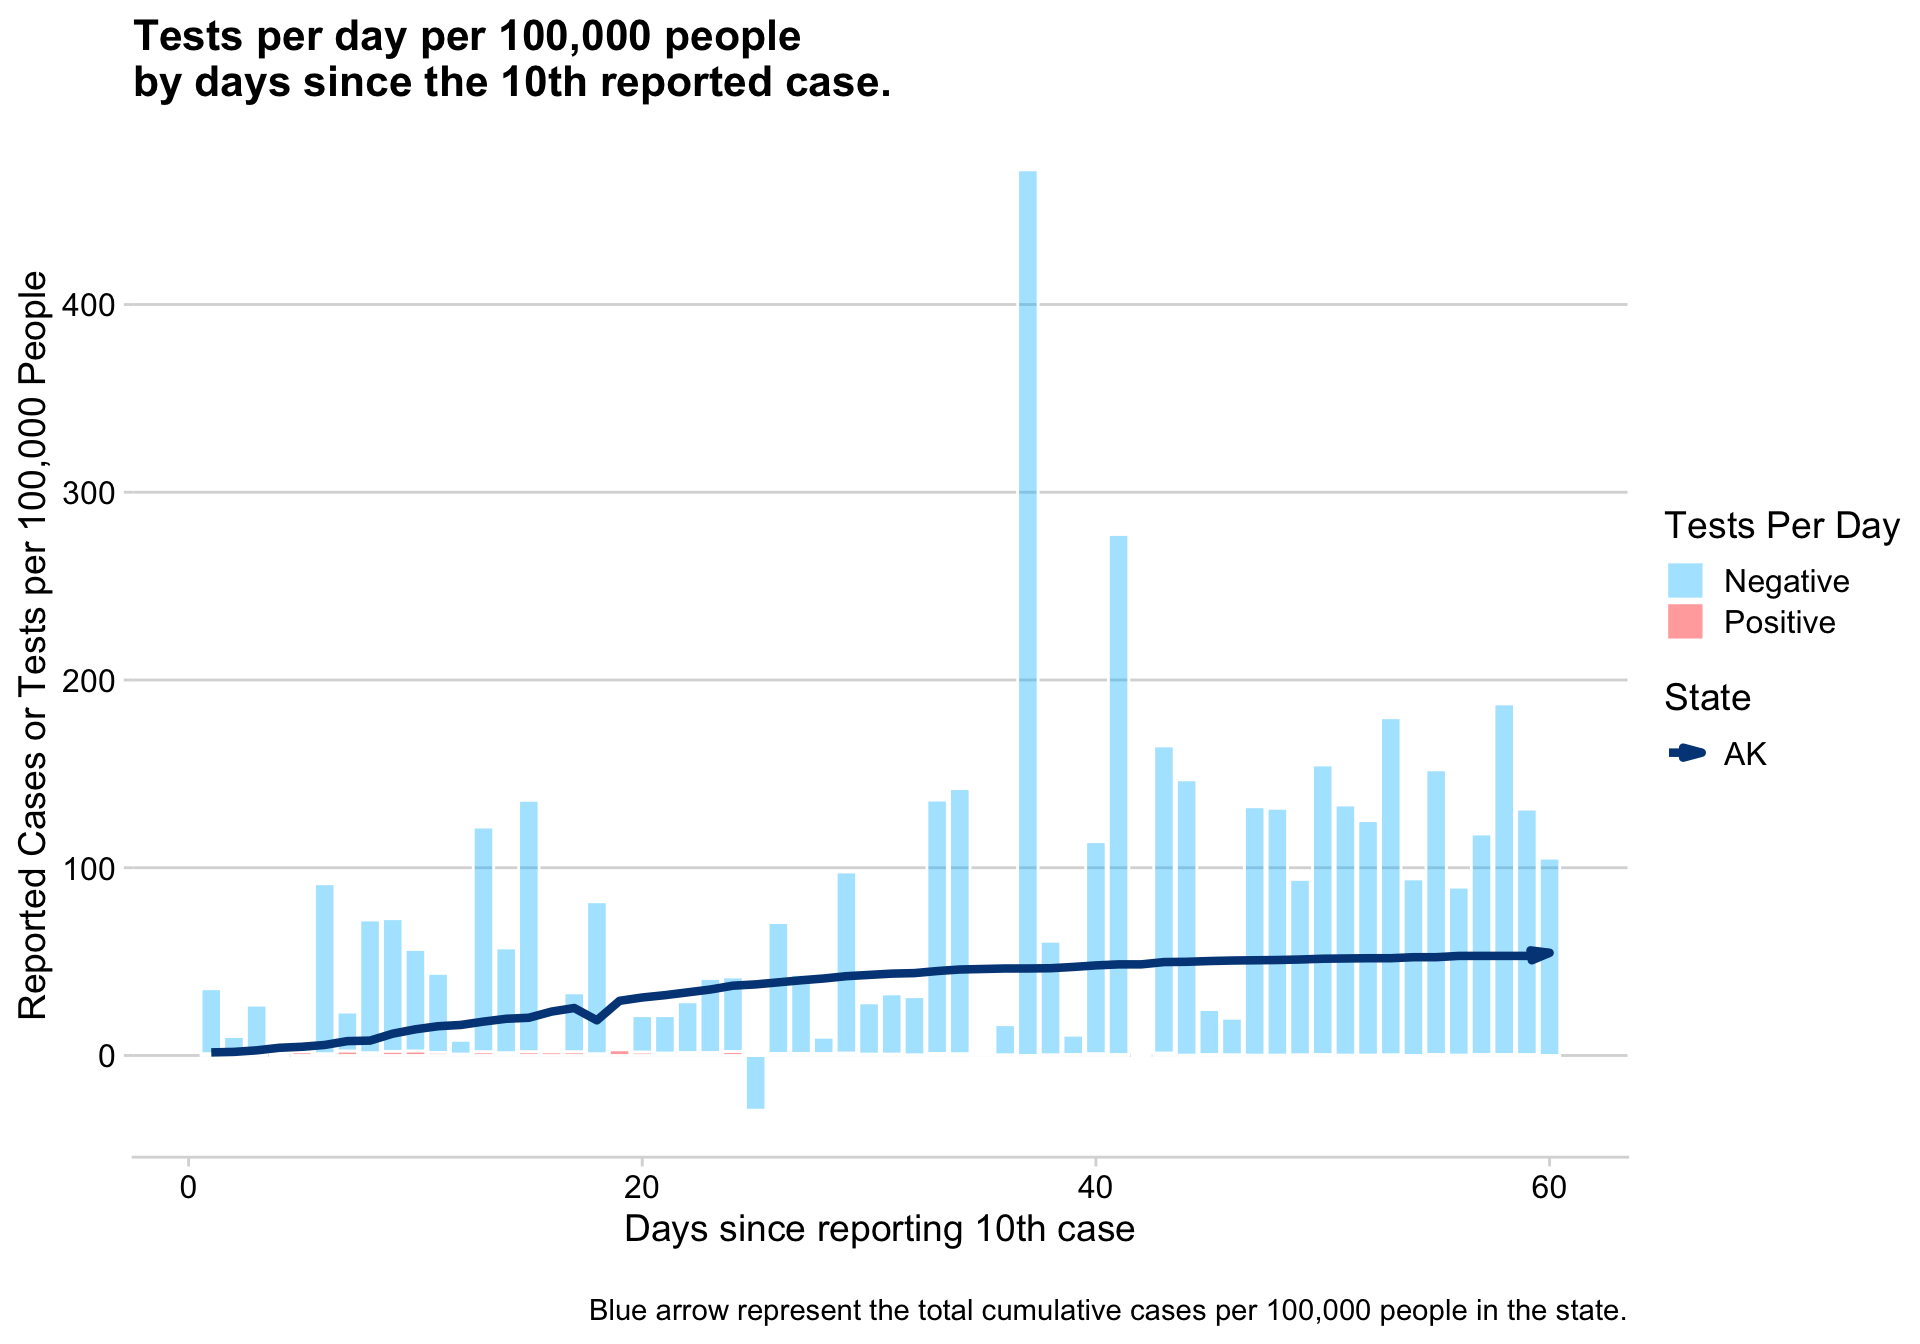 Tests per day per 100,000 people
by days since the 10th reported case.
Reported Cases or Tests per 100,000 People
400
300
200
100
0
0
20
40
60
Days since reporting 10th case
Tests Per Day
Negative
Positive
State
AK
Blue arrow represent the total cumulative cases per 100,000 people in the state.